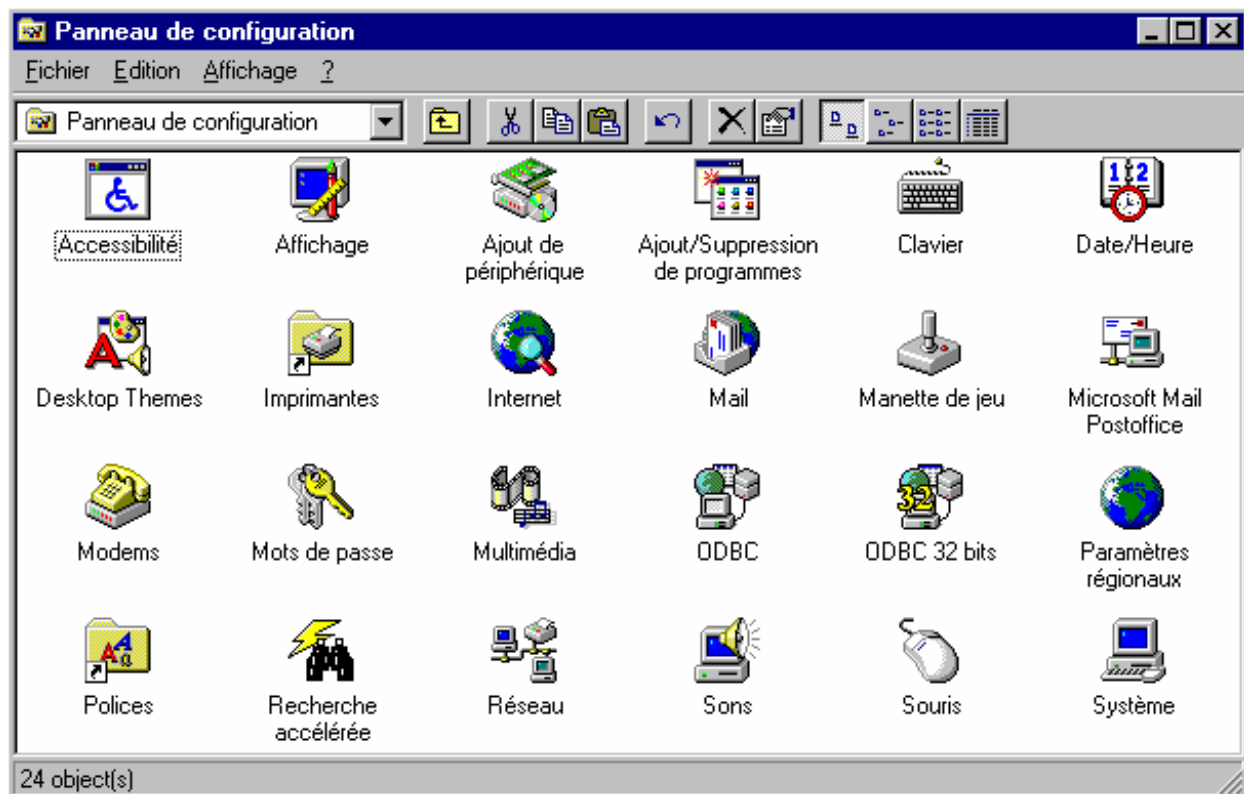 Panneau de configuration
Fichier Edition Affichage ?
Panneau de configuration
Accessibilité
Affichage
Ajout de
périphérique
Ajout/Suppression
de programmes
Clavier
Date/Heure
Desktop Themes
Imprimantes
Internet
Mail
Manette de jeu
Microsoft Mail
Postoffice
Modems
Mots de passe
Multimédia
ODBC
32
ODBC 32 bits
Paramètres
régionaux
Polices
Recherche
accélérée
Réseau
Sons
Souris
Système
24 object(s)